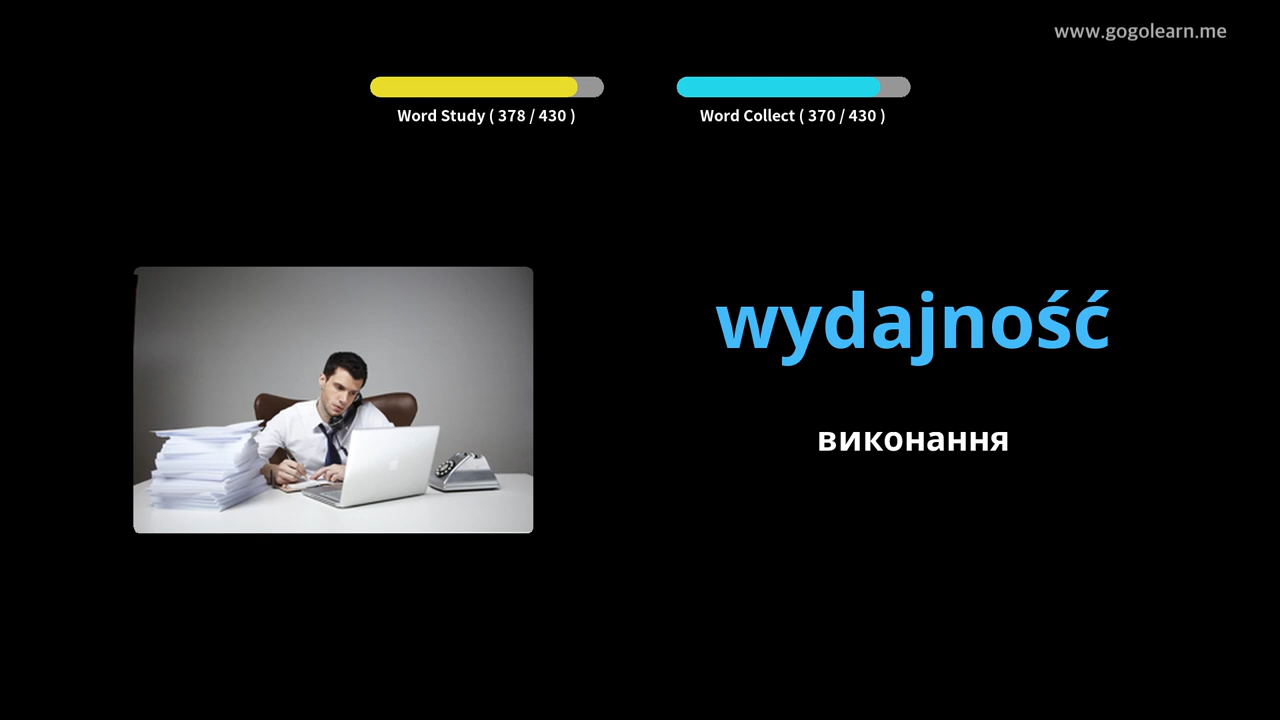 www.gogolearn.me
Word Study ( 378 / 430 )
Word Collect ( 370 / 430 )
wydajność
виконання